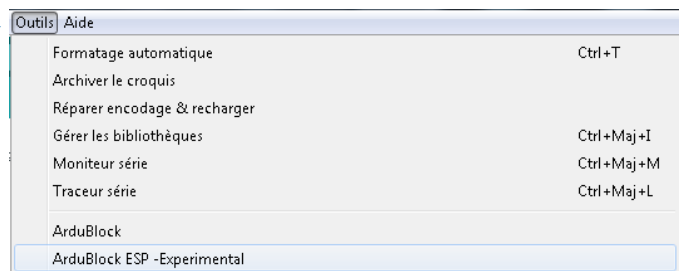 Outils Aide
Formatage automatique Ctrl+T
Archiver le croquis
Réparer encodage & recharger
Gérer les bibliothèques Ctrl+Maj+I
Moniteur série Ctrl+Maj+M
Traceur série Ctrl+Maj+L
ArduBlock
ArduBlock ESP -Experimental